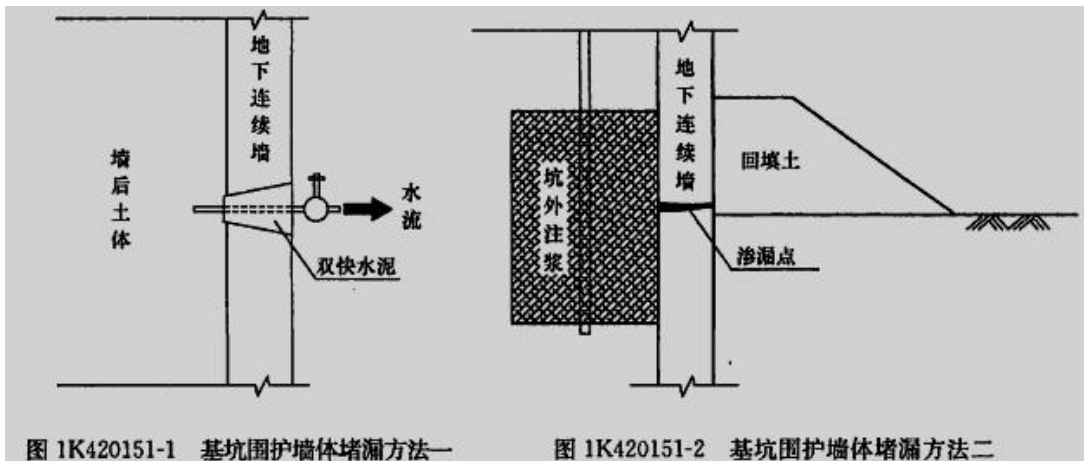 地下连续墙
墙后土体
水流
双快水泥
图 1K420151-1 基坑围护墙体堵漏方法一
地下连续墙
坑外注浆
回填土
渗漏点
图 1K420151-2 基坑围护墙体堵漏方法二